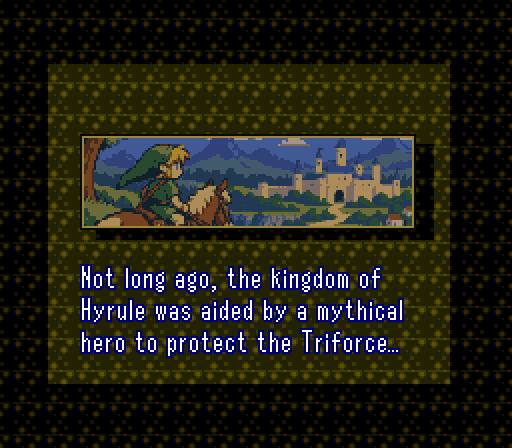 Not long ago, the kingdom of
Hyrule was aided by a mythical
hero to protect the Triforce…